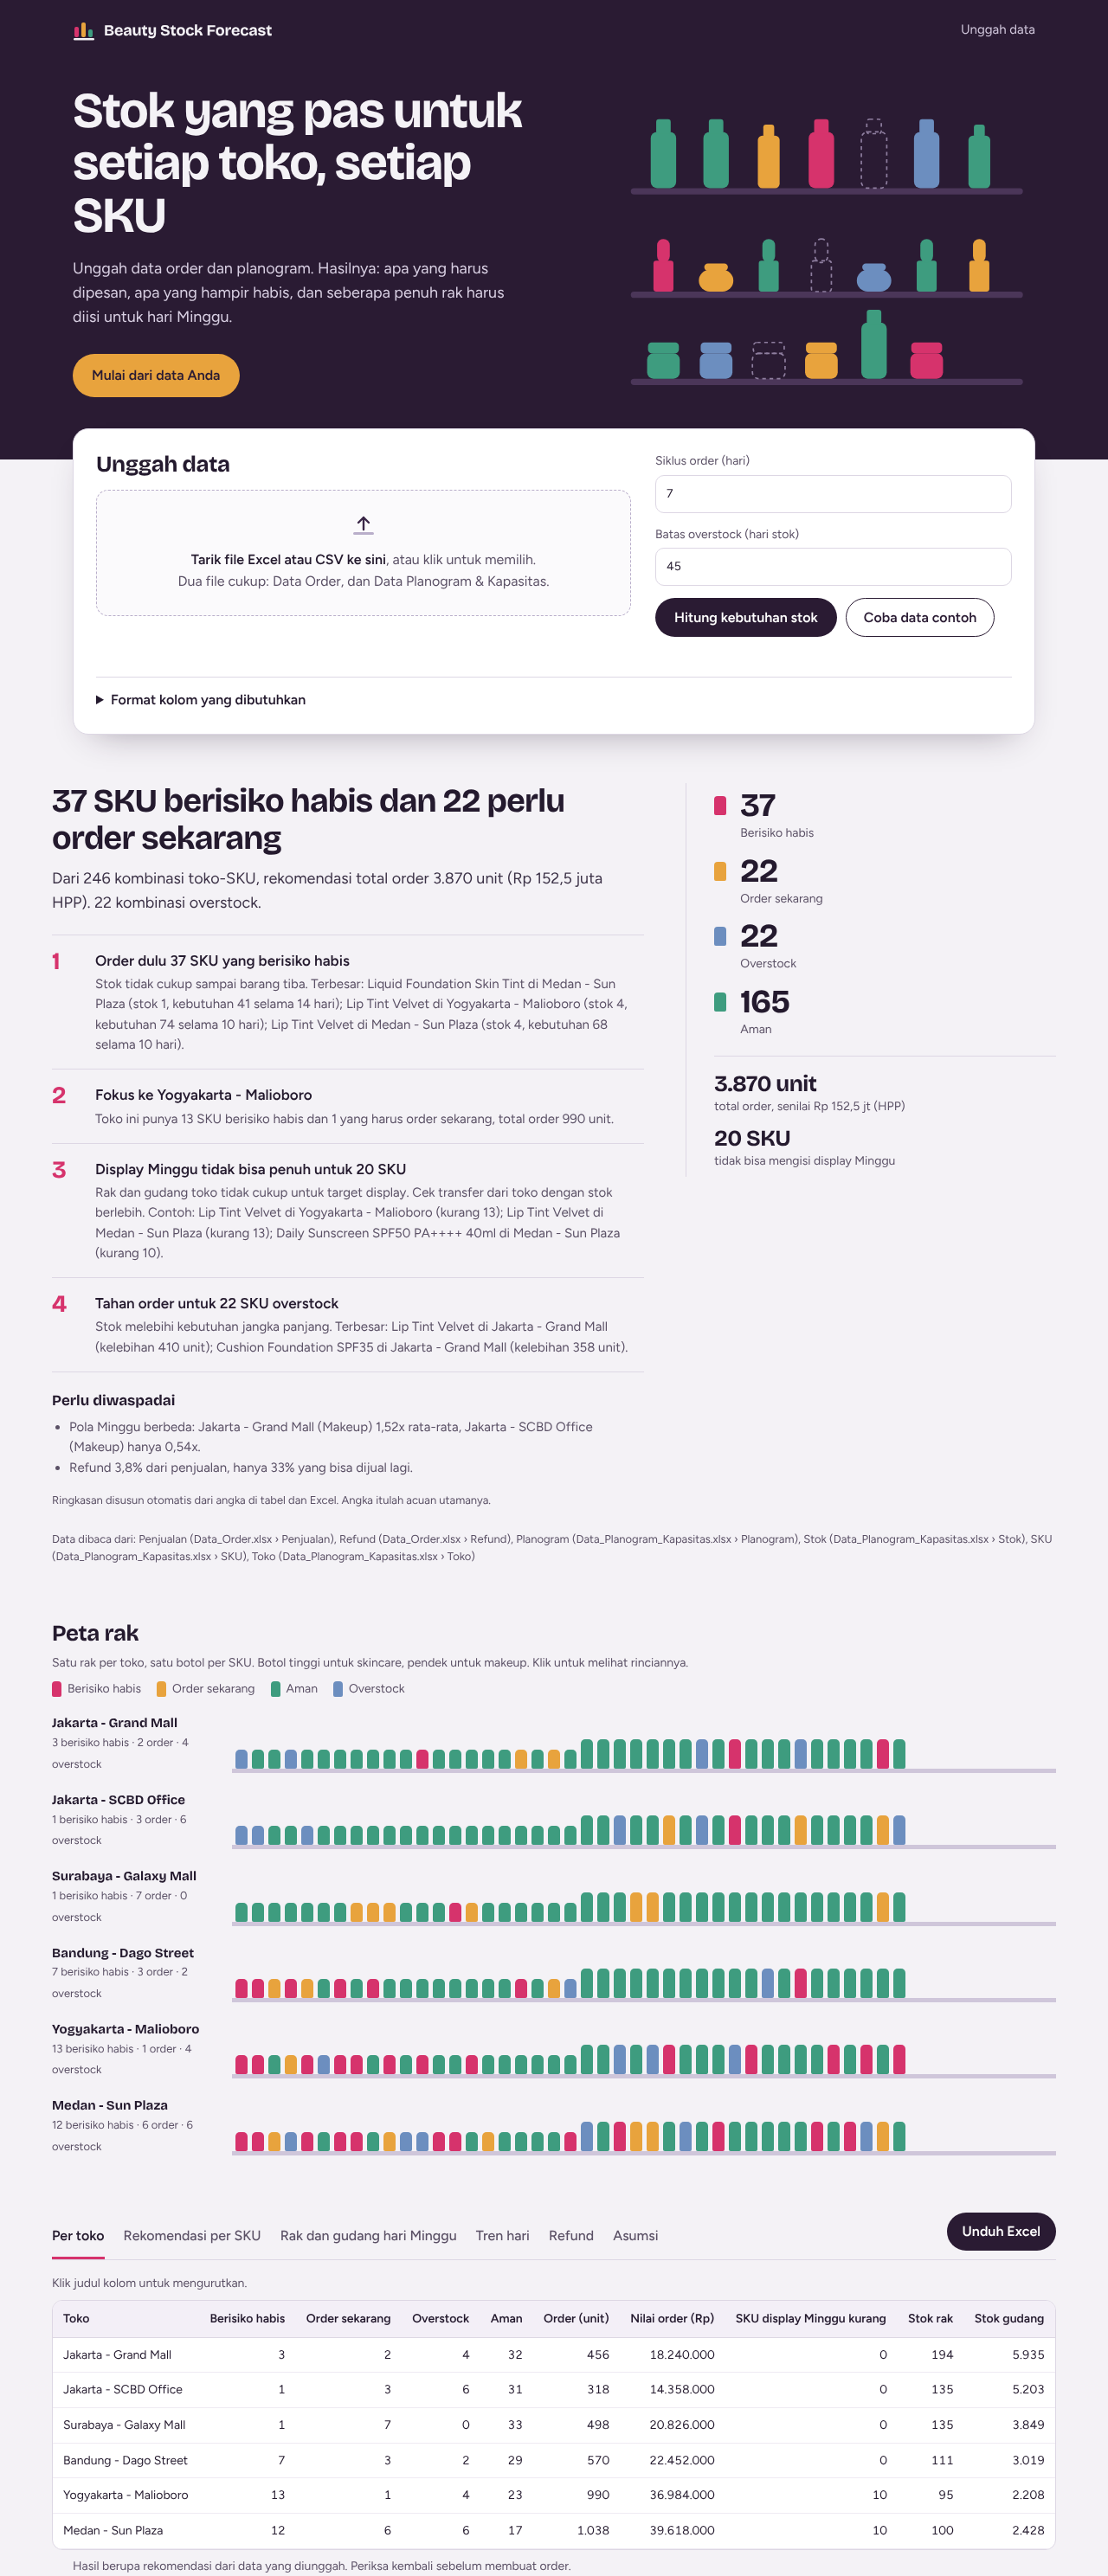 Beauty Stock Forecast
Unggah data
Stok yang pas untuk
setiap toko, setiap
SKU
Unggah data order dan planogram. Hasilnya: apa yang harus
dipesan, apa yang hampir habis, dan seberapa penuh rak harus
diisi untuk hari Minggu.
Mulai dari data Anda
Unggah data
Tarik file Excel atau CSV ke sini, atau klik untuk memilih.
Dua file cukup: Data Order, dan Data Planogram & Kapasitas.
Siklus order (hari)
7
Batas overstock (hari stok)
45
Hitung kebutuhan stok
Coba data contoh
Format kolom yang dibutuhkan
37 SKU berisiko habis dan 22 perlu
order sekarang
Dari 246 kombinasi toko-SKU, rekomendasi total order 3.870 unit (Rp 152,5 juta
HPP). 22 kombinasi overstock.
1 Order dulu 37 SKU yang berisiko habis
Stok tidak cukup sampai barang tiba. Terbesar: Liquid Foundation Skin Tint di Medan - Sun
Plaza (stok 1, kebutuhan 41 selama 14 hari); Lip Tint Velvet di Yogyakarta - Malioboro (stok 4,
kebutuhan 74 selama 10 hari); Lip Tint Velvet di Medan - Sun Plaza (stok 4, kebutuhan 68
selama 10 hari).
2 Fokus ke Yogyakarta - Malioboro
Toko ini punya 13 SKU berisiko habis dan 1 yang harus order sekarang, total order 990 unit.
3 Display Minggu tidak bisa penuh untuk 20 SKU
Rak dan gudang toko tidak cukup untuk target display. Cek transfer dari toko dengan stok
berlebih. Contoh: Lip Tint Velvet di Yogyakarta - Malioboro (kurang 13); Lip Tint Velvet di
Medan - Sun Plaza (kurang 13); Daily Sunscreen SPF50 PA++++ 40ml di Medan - Sun Plaza
(kurang 10).
4 Tahan order untuk 22 SKU overstock
Stok melebihi kebutuhan jangka panjang. Terbesar: Lip Tint Velvet di Jakarta - Grand Mall
(kelebihan 410 unit); Cushion Foundation SPF35 di Jakarta - Grand Mall (kelebihan 358 unit).
Perlu diwaspadai
• Pola Minggu berbeda: Jakarta - Grand Mall (Makeup) 1,52x rata-rata, Jakarta - SCBD Office
(Makeup) hanya 0,54x.
• Refund 3,8% dari penjualan, hanya 33% yang bisa dijual lagi.
Ringkasan disusun otomatis dari angka di tabel dan Excel. Angka itulah acuan utamanya.
37
Berisiko habis
22
Order sekarang
22
Overstock
165
Aman
3.870 unit
total order, senilai Rp 152,5 jt (HPP)
20 SKU
tidak bisa mengisi display Minggu
Data dibaca dari: Penjualan (Data_Order.xlsx › Penjualan), Refund (Data_Order.xlsx › Refund), Planogram (Data_Planogram_Kapasitas.xlsx › Planogram), Stok (Data_Planogram_Kapasitas.xlsx › Stok), SKU
(Data_Planogram_Kapasitas.xlsx › SKU), Toko (Data_Planogram_Kapasitas.xlsx › Toko)
Peta rak
Satu rak per toko, satu botol per SKU. Botol tinggi untuk skincare, pendek untuk makeup. Klik untuk melihat rinciannya.
Berisiko habis Order sekarang Aman Overstock
Jakarta - Grand Mall
3 berisiko habis · 2 order · 4
overstock
Jakarta - SCBD Office
1 berisiko habis · 3 order · 6
overstock
Surabaya - Galaxy Mall
1 berisiko habis · 7 order · 0
overstock
Bandung - Dago Street
7 berisiko habis · 3 order · 2
overstock
Yogyakarta - Malioboro
13 berisiko habis · 1 order · 4
overstock
Medan - Sun Plaza
12 berisiko habis · 6 order · 6
overstock
Per toko Rekomendasi per SKU Rak dan gudang hari Minggu Tren hari Refund Asumsi
Unduh Excel
Klik judul kolom untuk mengurutkan.
Toko Berisiko habis Order sekarang Overstock Aman Order (unit) Nilai order (Rp) SKU display Minggu kurang Stok rak Stok gudang
Jakarta - Grand Mall 3 2 4 32 456 18.240.000 0 194 5.935
Jakarta - SCBD Office 1 3 6 31 318 14.358.000 0 135 5.203
Surabaya - Galaxy Mall 1 7 0 33 498 20.826.000 0 135 3.849
Bandung - Dago Street 7 3 2 29 570 22.452.000 0 111 3.019
Yogyakarta - Malioboro 13 1 4 23 990 36.984.000 10 95 2.208
Medan - Sun Plaza 12 6 6 17 1.038 39.618.000 10 100 2.428
Hasil berupa rekomendasi dari data yang diunggah. Periksa kembali sebelum membuat order.